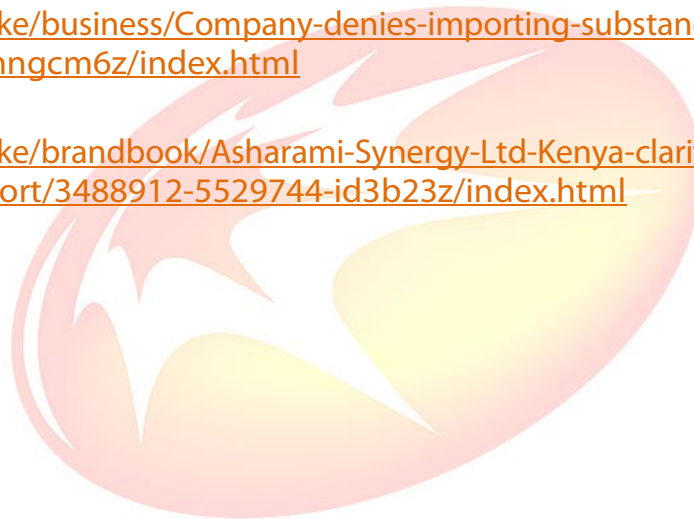 ke/business/Company-denies-importing-substan
nngcm6z/index.html
ke/brandbook/Asharami-Synergy-Ltd-Kenya-clari
ort/3488912-5529744-id3b23z/index.html